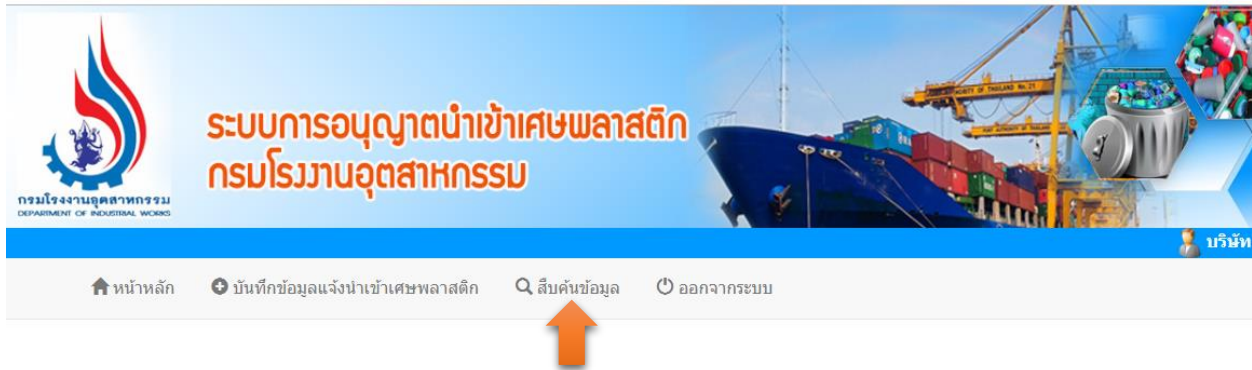 ระบบการอนุญาตนำเข้าเศษพลาสติก
กรมโรงงานอุตสาหกรรม
กรมโรงงานอุตสาหกรรม
DEPARTMENT OF INDUSTRIAL WORKS
PORT AUTHORITY OF THAILAND
บริษัท
หน้าหลัก บันทึกข้อมูลแจ้งนำเข้าเศษพลาสติก สืบค้นข้อมูล ออกจากระบบ